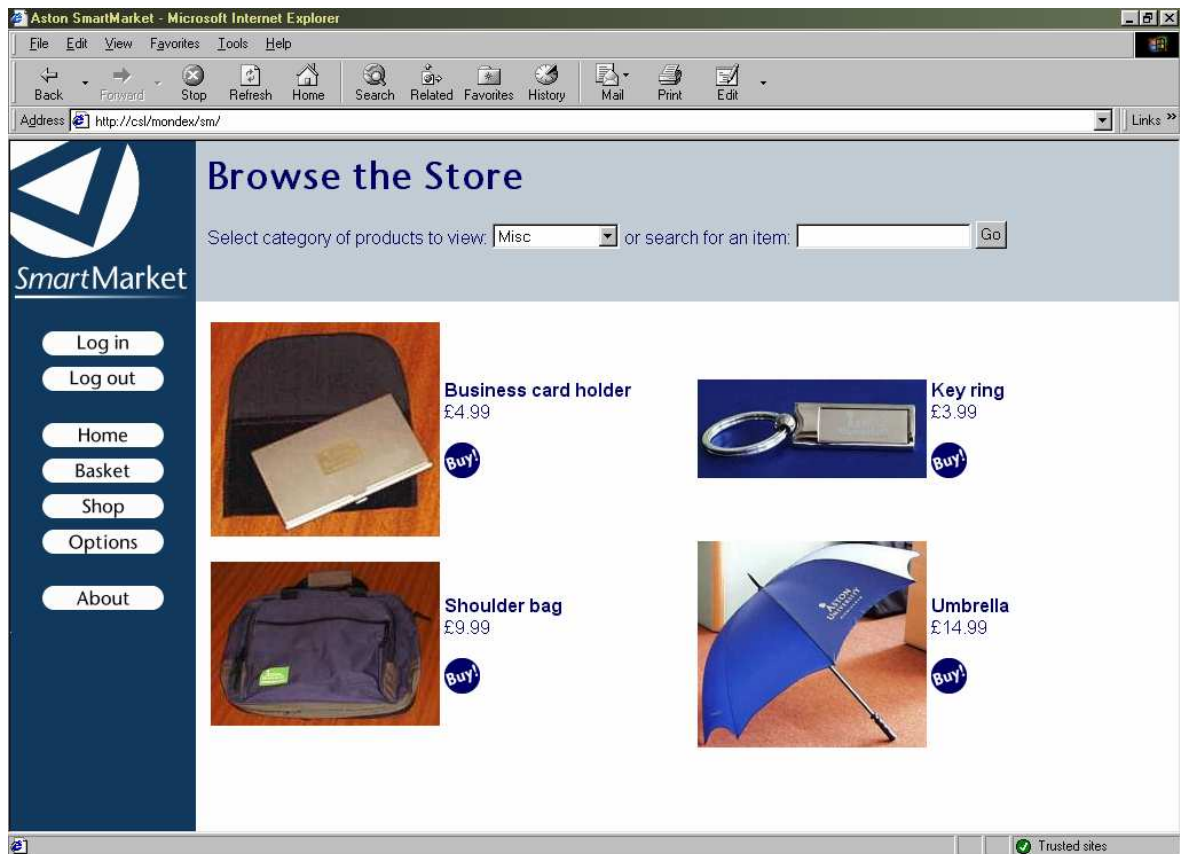 Aston SmartMarket - Microsoft Internet Explorer
File Edit View Favorites Tools Help
Back Forward Stop Refresh Home Search Related Favorites History Mail Print Edit
Address http://csl/mondex/sm/ Links »
SmartMarket
Log in
Log out
Home
Basket
Shop
Options
About
Browse the Store
Select category of products to view: Misc or search for an item: Go
Business card holder
£4.99
Buy!
Key ring
£3.99
Buy!
Shoulder bag
£9.99
Buy!
ASTON
UNIVERSITY
Umbrella
£14.99
Buy!
Trusted sites